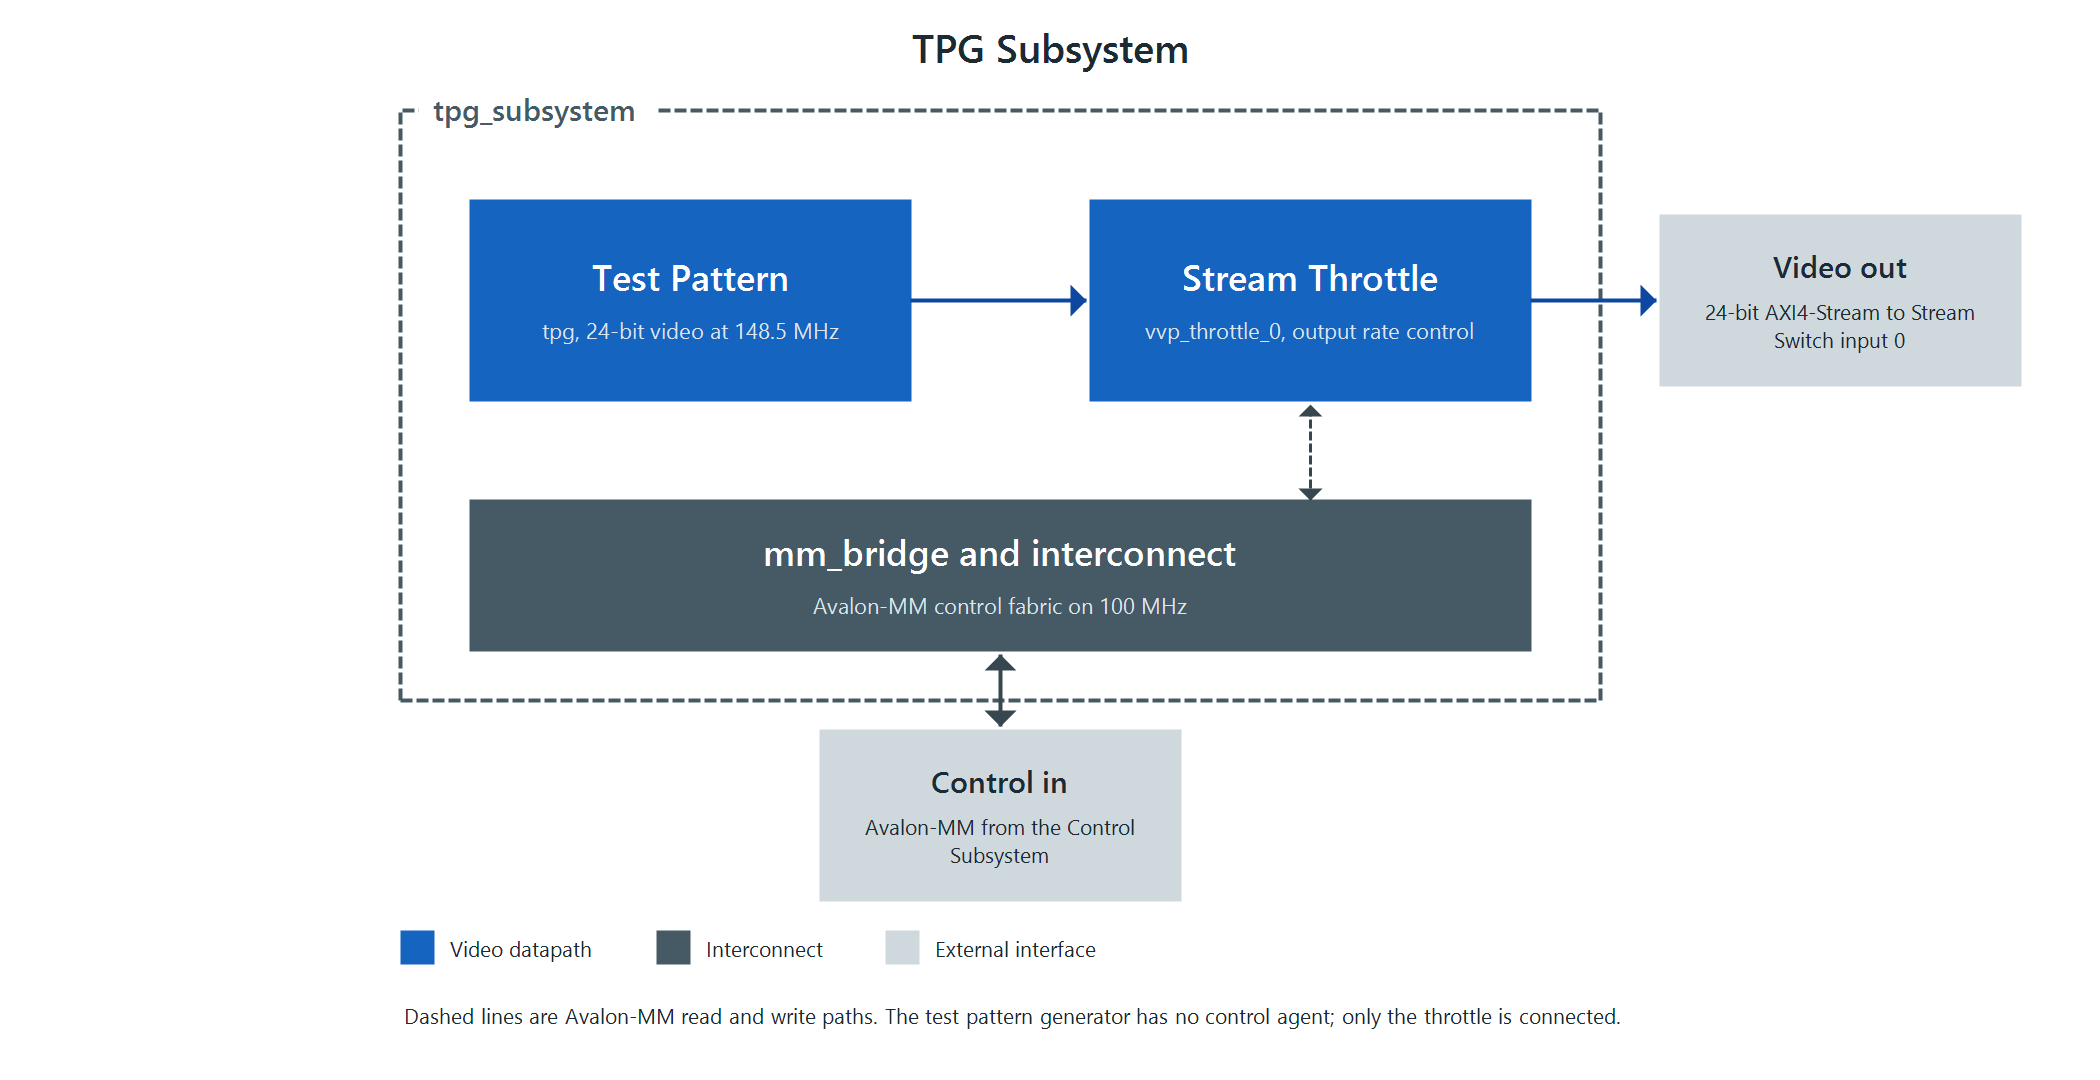 TPG Subsystem
tpg_subsystem
Test Pattern
tpg, 24-bit video at 148.5 MHz
Stream Throttle
vvp_throttle_0, output rate control
Video out
24-bit AXI4-Stream to Stream
Switch input 0
mm_bridge and interconnect
Avalon-MM control fabric on 100 MHz
Control in
Avalon-MM from the Control
Subsystem
Video datapath
Interconnect
External interface
Dashed lines are Avalon-MM read and write paths. The test pattern generator has no control agent; only the throttle is connected.